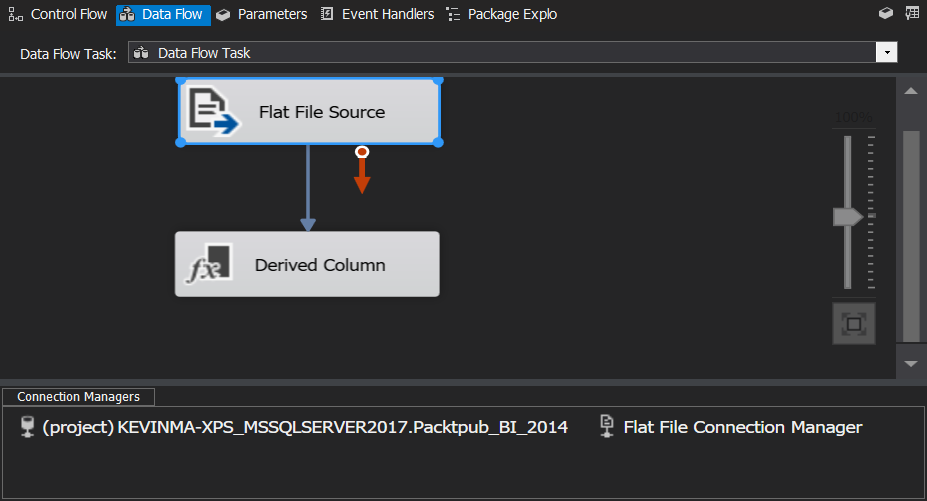 Control Flow Data Flow Parameters Event Handlers Package Explo
Data Flow Task: Data Flow Task
Flat File Source
100%
fx Derived Column
Connection Managers
(project) KEVINMA-XPS_MSSQLSERVER2017.Packtpub_BI_2014 Flat File Connection Manager